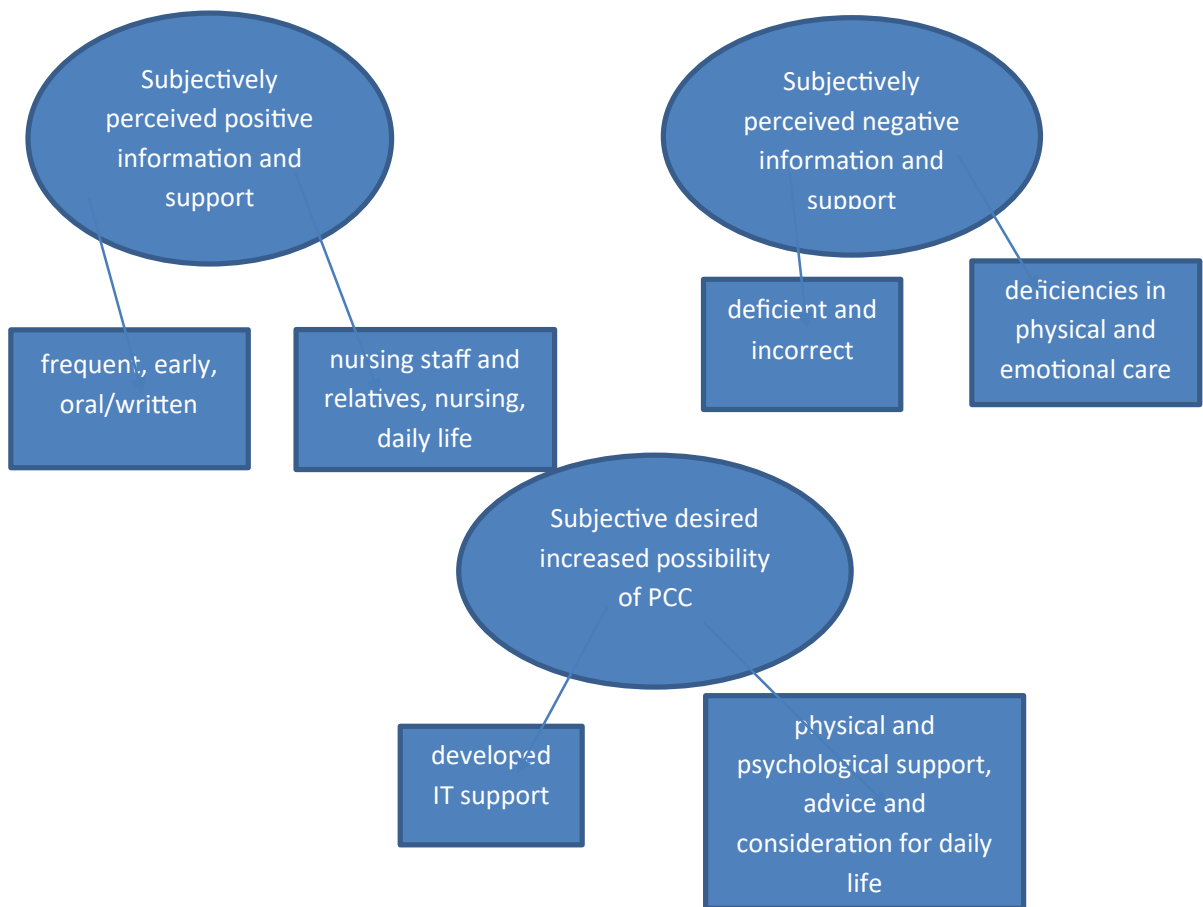 Subjectively
perceived positive
information and
support
Subjectively
perceived negative
information and
support
frequent, early,
oral/written
nursing staff and
relatives, nursing,
daily life
deficient and
incorrect
deficiencies in
physical and
emotional care
Subjective desired
increased possibility
of PCC
developed
IT support
physical and
psychological support,
advice and
consideration for daily
life